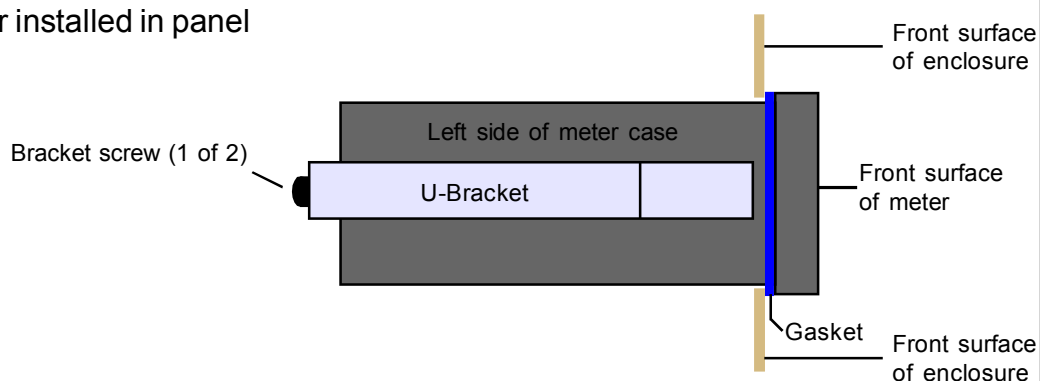 r installed in panel
Front surface
of enclosure
Left side of meter case
Bracket screw (1 of 2)
U-Bracket
Front surface
of meter
Gasket
Front surface
of enclosure